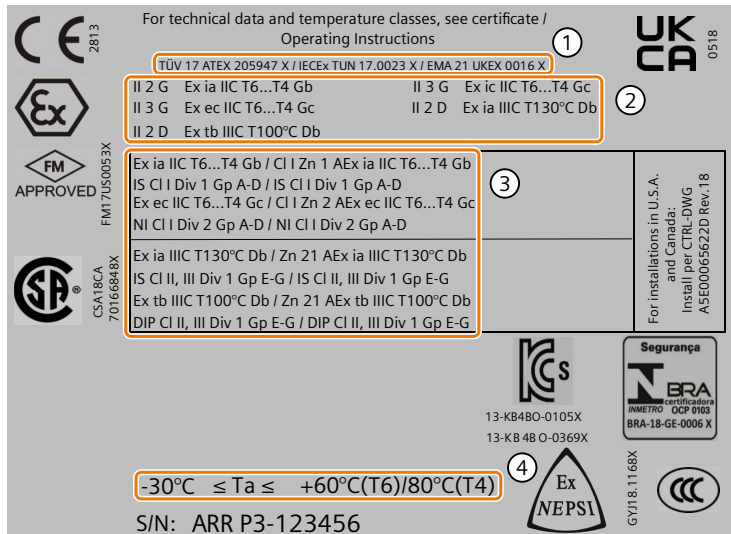 For technical data and temperature classes, see certificate /
Operating Instructions
1
2813
UK
CA
0518
TÜV 17 ATEX 205947 X / IECEx TUN 17.0023 X / EMA 21 UKEX 0016 X
Ex
II 2 G Ex ia IIC T6...T4 Gb II 3 G Ex ic IIC T6...T4 Gc
II 3 G Ex ec IIC T6...T4 Gc II 2 D Ex ia IIIC T130°C Db
II 2 D Ex tb IIIC T100°C Db
2
FM
APPROVED
FM17US0053X
Ex ia IIC T6...T4 Gb / Cl I Zn 1 AEx ia IIC T6...T4 Gb
IS Cl I Div 1 Gp A-D / IS Cl I Div 1 Gp A-D
Ex ec IIC T6...T4 Gc / Cl I Zn 2 AEx ec IIC T6...T4 Gc
NI Cl I Div 2 Gp A-D / NI Cl I Div 2 Gp A-D
3
SA
CSA18CA
70166848X
Ex ia IIIC T130°C Db / Zn 21 AEx ia IIIC T130°C Db
IS Cl II, III Div 1 Gp E-G / IS Cl II, III Div 1 Gp E-G
Ex tb IIIC T100°C Db / Zn 21 AEx tb IIIC T100°C Db
DIP Cl II, III Div 1 Gp E-G / DIP Cl II, III Div 1 Gp E-G
For installations in U.S.A.
and Canada:
Install per CTRL-DWG
A5E00065622D Rev.18
s
13-KB4BO-0105X
13-KB4BO-0369X
Segurança
BRA
certificadora
INMETRO OCP 0103
BRA-18-GE-0006 X
4
-30°C ≤ Ta ≤ +60°C(T6)/80°C(T4)
Ex
NEPSI
GYJ18.1168X
CCC
S/N: ARR P3-123456